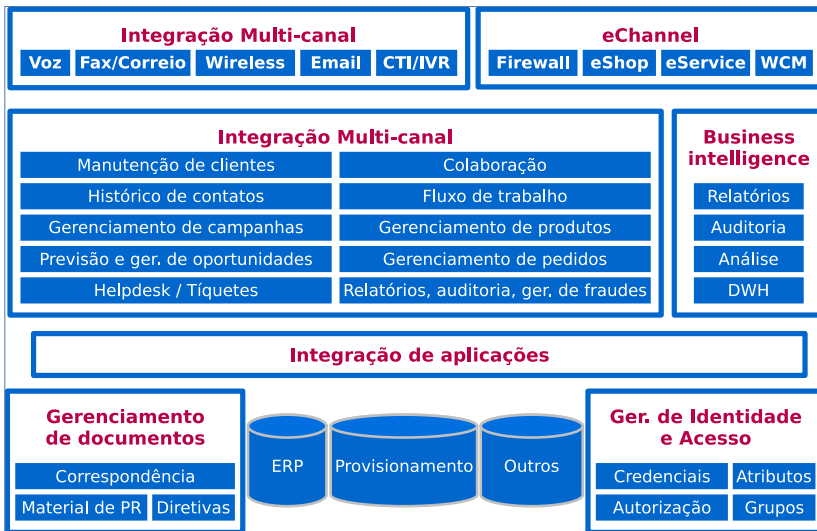 Integração Multi-canal
Voz
Fax/Correio
Wireless
Email
CTI/IVR
eChannel
Firewall
eShop
eService
WCM
Integração Multi-canal
Manutenção de clientes
Colaboração
Histórico de contatos
Fluxo de trabalho
Gerenciamento de campanhas
Gerenciamento de produtos
Previsão e ger. de oportunidades
Gerenciamento de pedidos
Helpdesk / Tíquetes
Relatórios, auditoria, ger. de fraudes
Business
intelligence
Relatórios
Auditoria
Análise
DWH
Integração de aplicações
Gerenciamento
de documentos
Correspondência
Material de PR
Diretivas
ERP
Provisionamento
Outros
Ger. de Identidade
e Acesso
Credenciais
Atributos
Autorização
Grupos